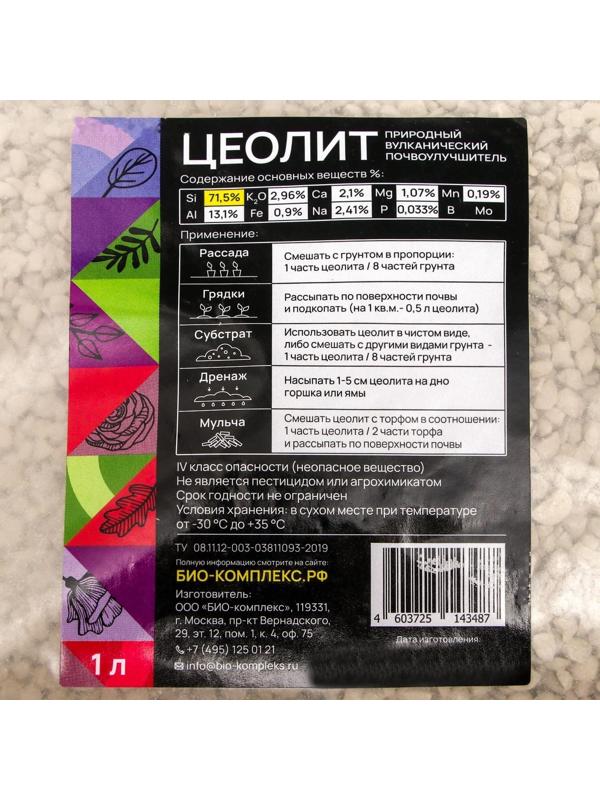 ЦЕОЛИТ
ПРИРОДНЫЙ
ВУЛКАНИЧЕСКИЙ
ПОЧВОУЛУЧШИТЕЛЬ
Содержание основных веществ %:
Si 71,5% K₂O 2,96% Ca 2,1% Mg 1,07% Mn 0,19%
Al 13,1% Fe 0,9% Na 2,41% P 0,033% B Mo
Применение:
Рассада
Смешать с грунтом в пропорции:
1 часть цеолита / 8 частей грунта
Грядки
Рассыпать по поверхности почвы
и подкопать (на 1 кв.м.- 0,5 л цеолита)
Субстрат
Использовать цеолит в чистом виде,
либо смешать с другими видами грунта -
1 часть цеолита / 8 частей грунта
Дренаж
Насыпать 1-5 см цеолита на дно
горшка или ямы
Мульча
Смешать цеолит с торфом в соотношении:
1 часть цеолита / 2 части торфа
и рассыпать по поверхности почвы
IV класс опасности (неопасное вещество)
Не является пестицидом или агрохимикатом
Срок годности не ограничен
Условия хранения: в сухом месте при температуре
от -30 °C до +35 °C
ТУ 08.11.12-003-03811093-2019
Полную информацию смотрите на сайте:
БИО-КОМПЛЕКС.РФ
Изготовитель:
ООО «БИО-комплекс», 119331,
г. Москва, пр-кт Вернадского,
29, эт. 12, пом. 1, к. 4, оф. 75
+7 (495) 125 01 21
info@bio-kompleks.ru
4 603725 143487
Дата изготовления:
1 л